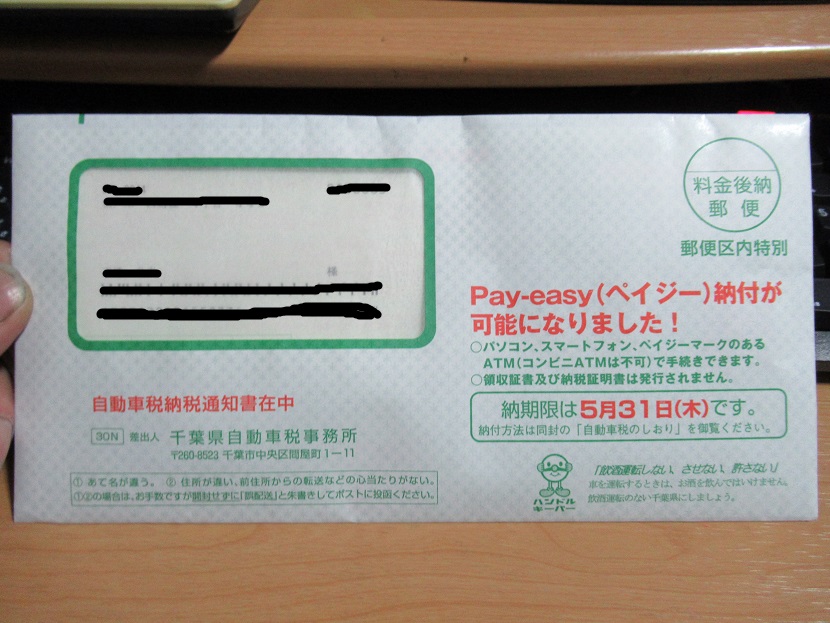 料金後納
郵便
郵便区内特別
様
Pay-easy(ペイジー)納付が
可能になりました!
○パソコン、スマートフォン、ペイジーマークのある
ATM(コンビニATMは不可)で手続きできます。
○領収証書及び納税証明書は発行されません。
納期限は5月31日(木)です。
納付方法は同封の「自動車税のしおり」を御覧ください。
自動車税納税通知書在中
30N 差出人 千葉県自動車税事務所
〒260-8523 千葉市中央区問屋町1-11
① あて名が違う。 ② 住所が違い、前住所からの転送などの心当たりがない。
①②の場合は、お手数ですが開封せずに「誤配送」と朱書きしてポストに投函ください。
ハンドル
キーパー
「飲酒運転しない、させない、許さない」
車を運転するときは、お酒を飲んではいけません。
飲酒運転のない千葉県にしましょう。